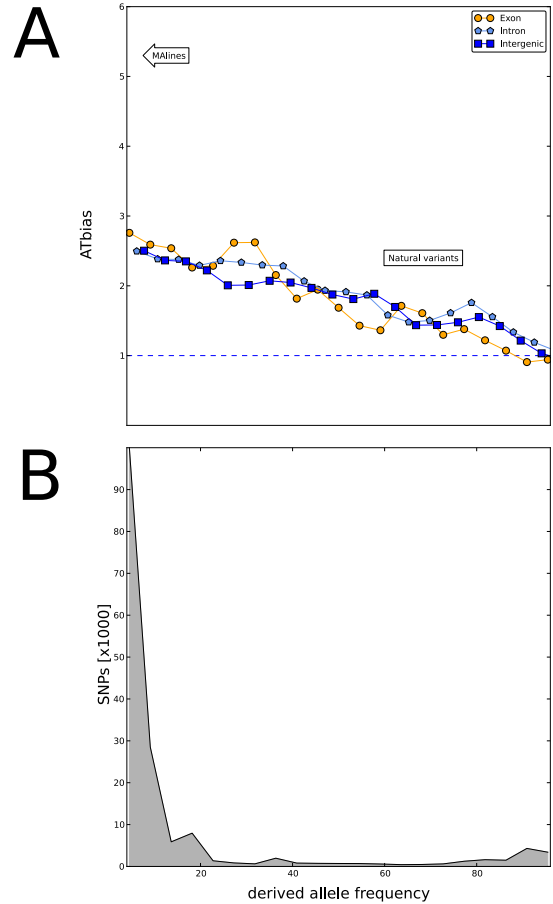 A
6
5
4
3
2
1
ATbias
MAlines
Exon
Intron
Intergenic
Natural variants
B
90
80
70
60
50
40
30
20
10
0
SNPs [x1000]
20
40
60
80
derived allele frequency